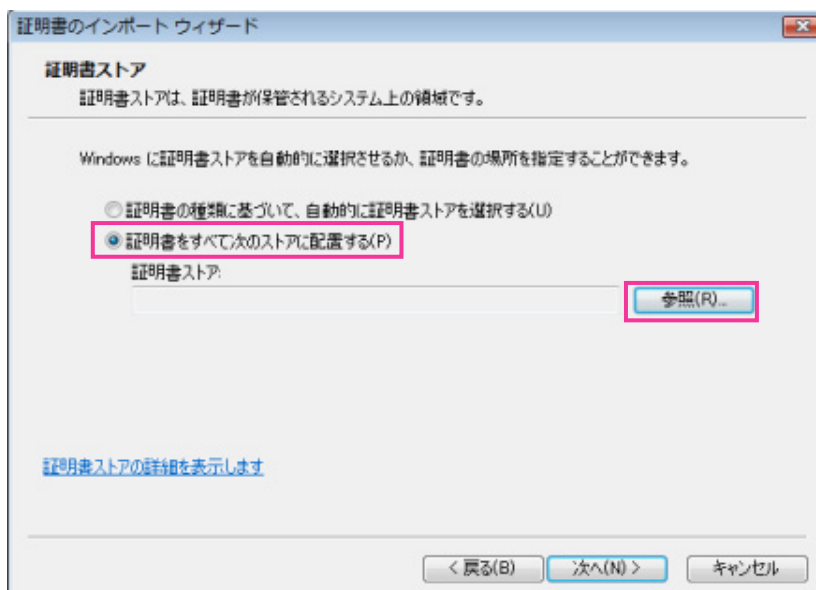 証明書のインポート ウィザード
証明書ストア
証明書ストアは、証明書が保管されるシステム上の領域です。
Windows に証明書ストアを自動的に選択させるか、証明書の場所を指定することができます。
証明書の種類に基づいて、自動的に証明書ストアを選択する(U)
証明書をすべて次のストアに配置する(P)
証明書ストア:
参照(R)...
証明書ストアの詳細を表示します
< 戻る(B)
次へ(N) >
キャンセル